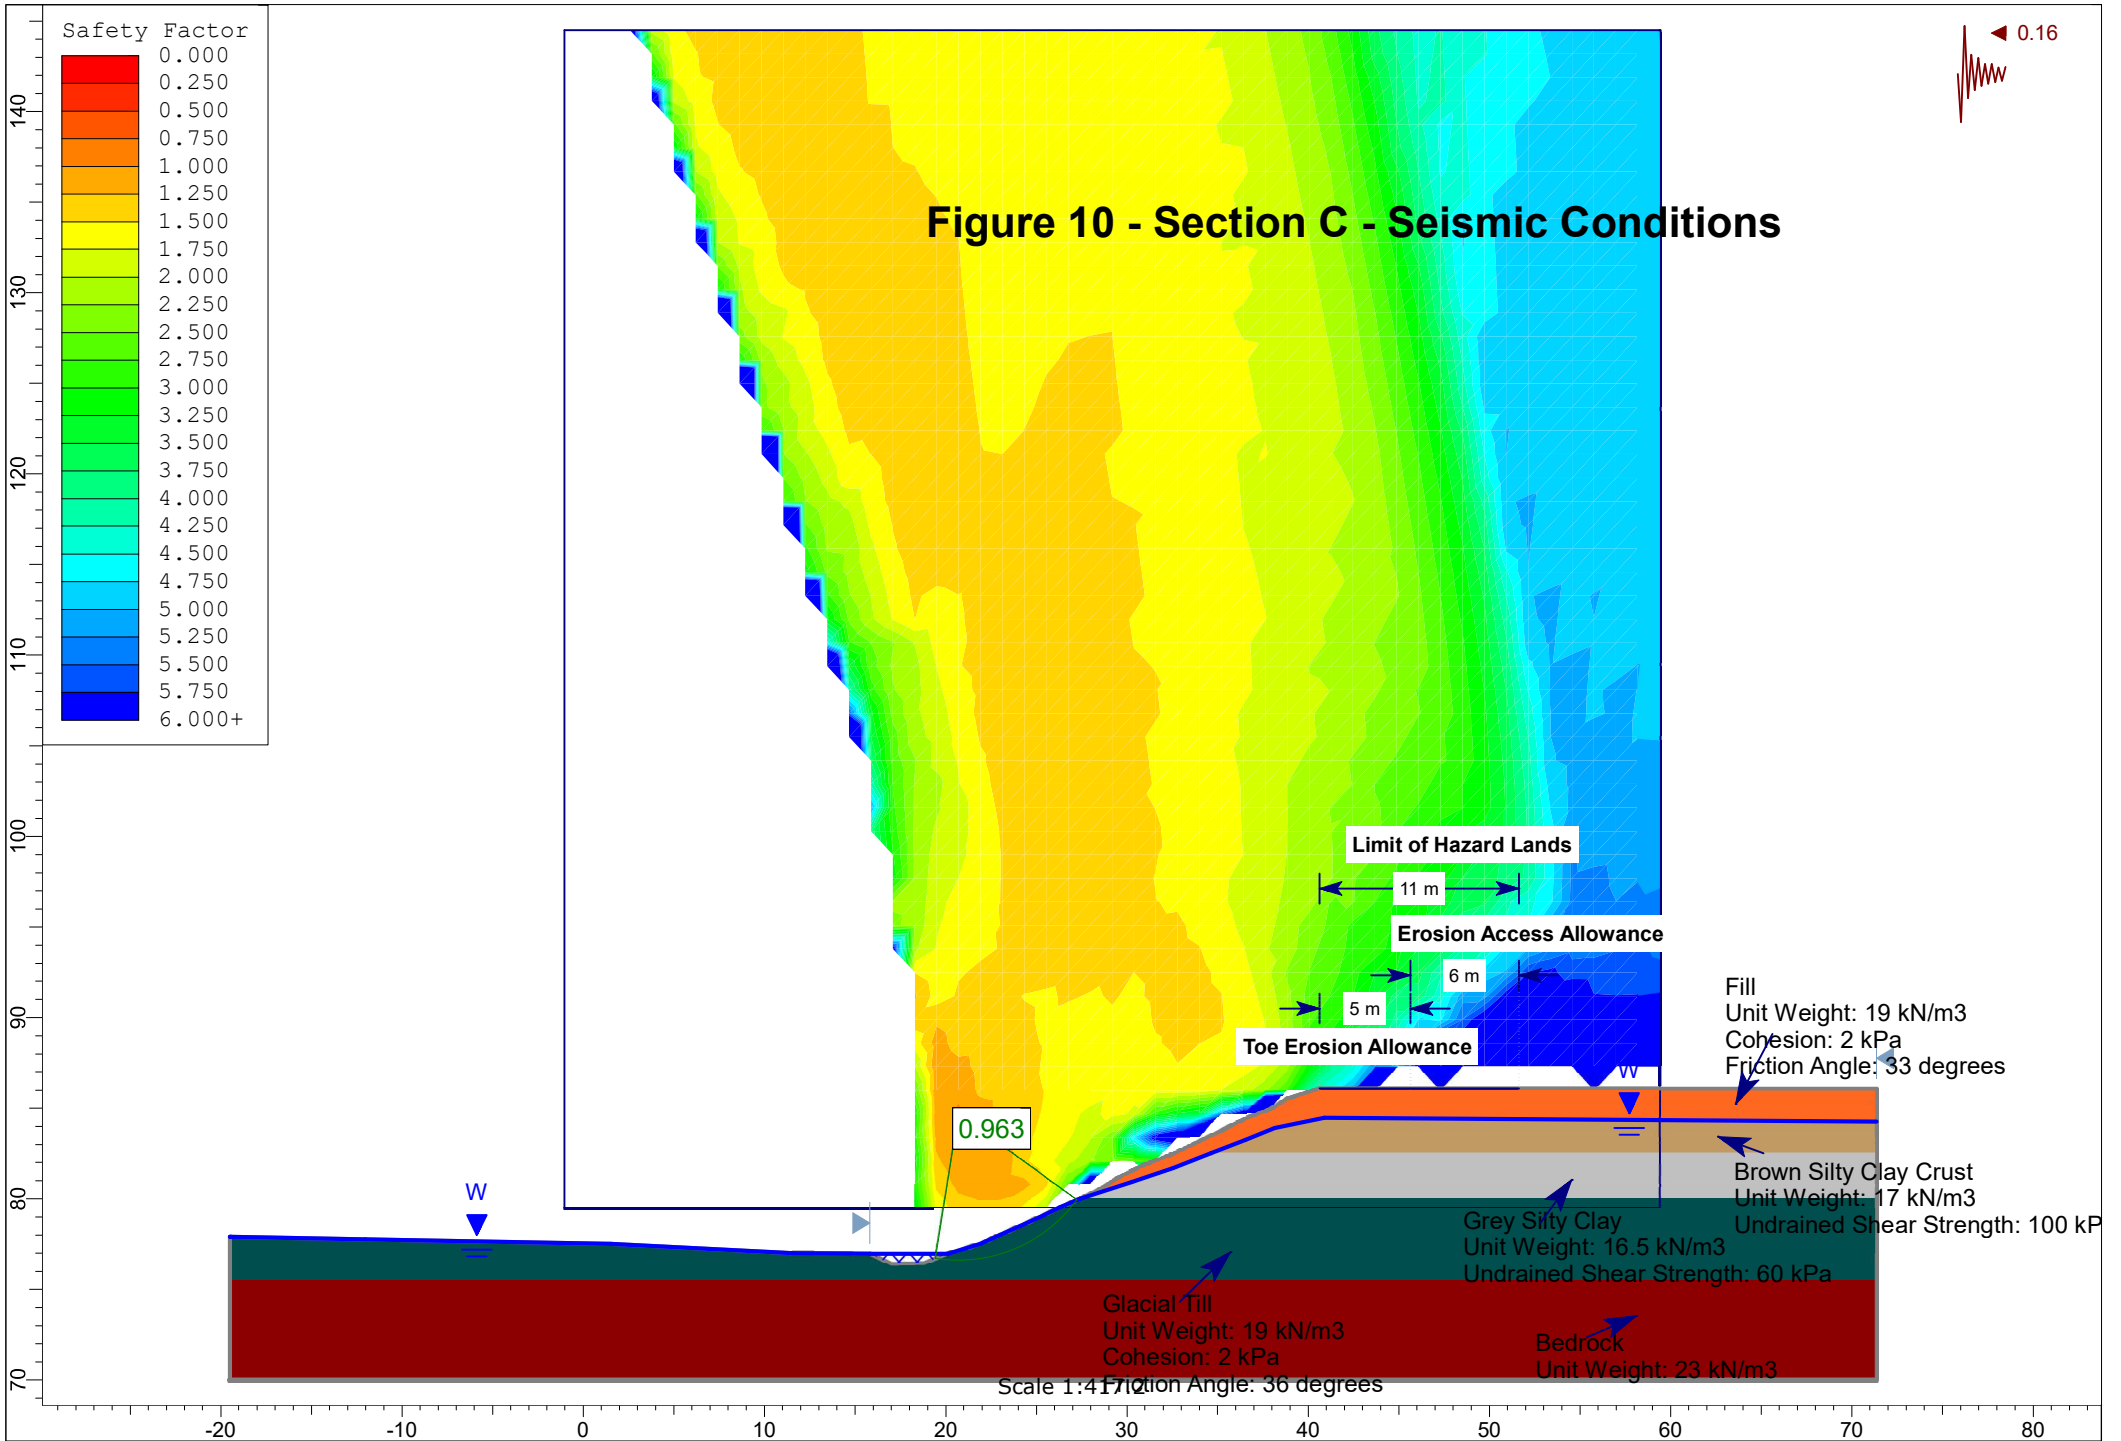 Safety Factor
0.000
0.250
0.500
0.750
1.000
1.250
1.500
1.750
2.000
2.250
2.500
2.750
3.000
3.250
3.500
3.750
4.000
4.250
4.500
4.750
5.000
5.250
5.500
5.750
6.000+
0.16
Figure 10 - Section C - Seismic Conditions
Limit of Hazard Lands
11 m
Erosion Access Allowance
6 m
5 m
Toe Erosion Allowance
Fill
Unit Weight: 19 kN/m3
Cohesion: 2 kPa
Friction Angle: 33 degrees
W
0.963
W
Brown Silty Clay Crust
Unit Weight: 17 kN/m3
Undrained Shear Strength: 100 kP
Grey Silty Clay
Unit Weight: 16.5 kN/m3
Undrained Shear Strength: 60 kPa
Glacial Till
Unit Weight: 19 kN/m3
Cohesion: 2 kPa
Friction Angle: 36 degrees
Bedrock
Unit Weight: 23 kN/m3
Scale 1:417.2
140
130
120
110
100
90
80
70
-20
-10
0
10
20
30
40
50
60
70
80